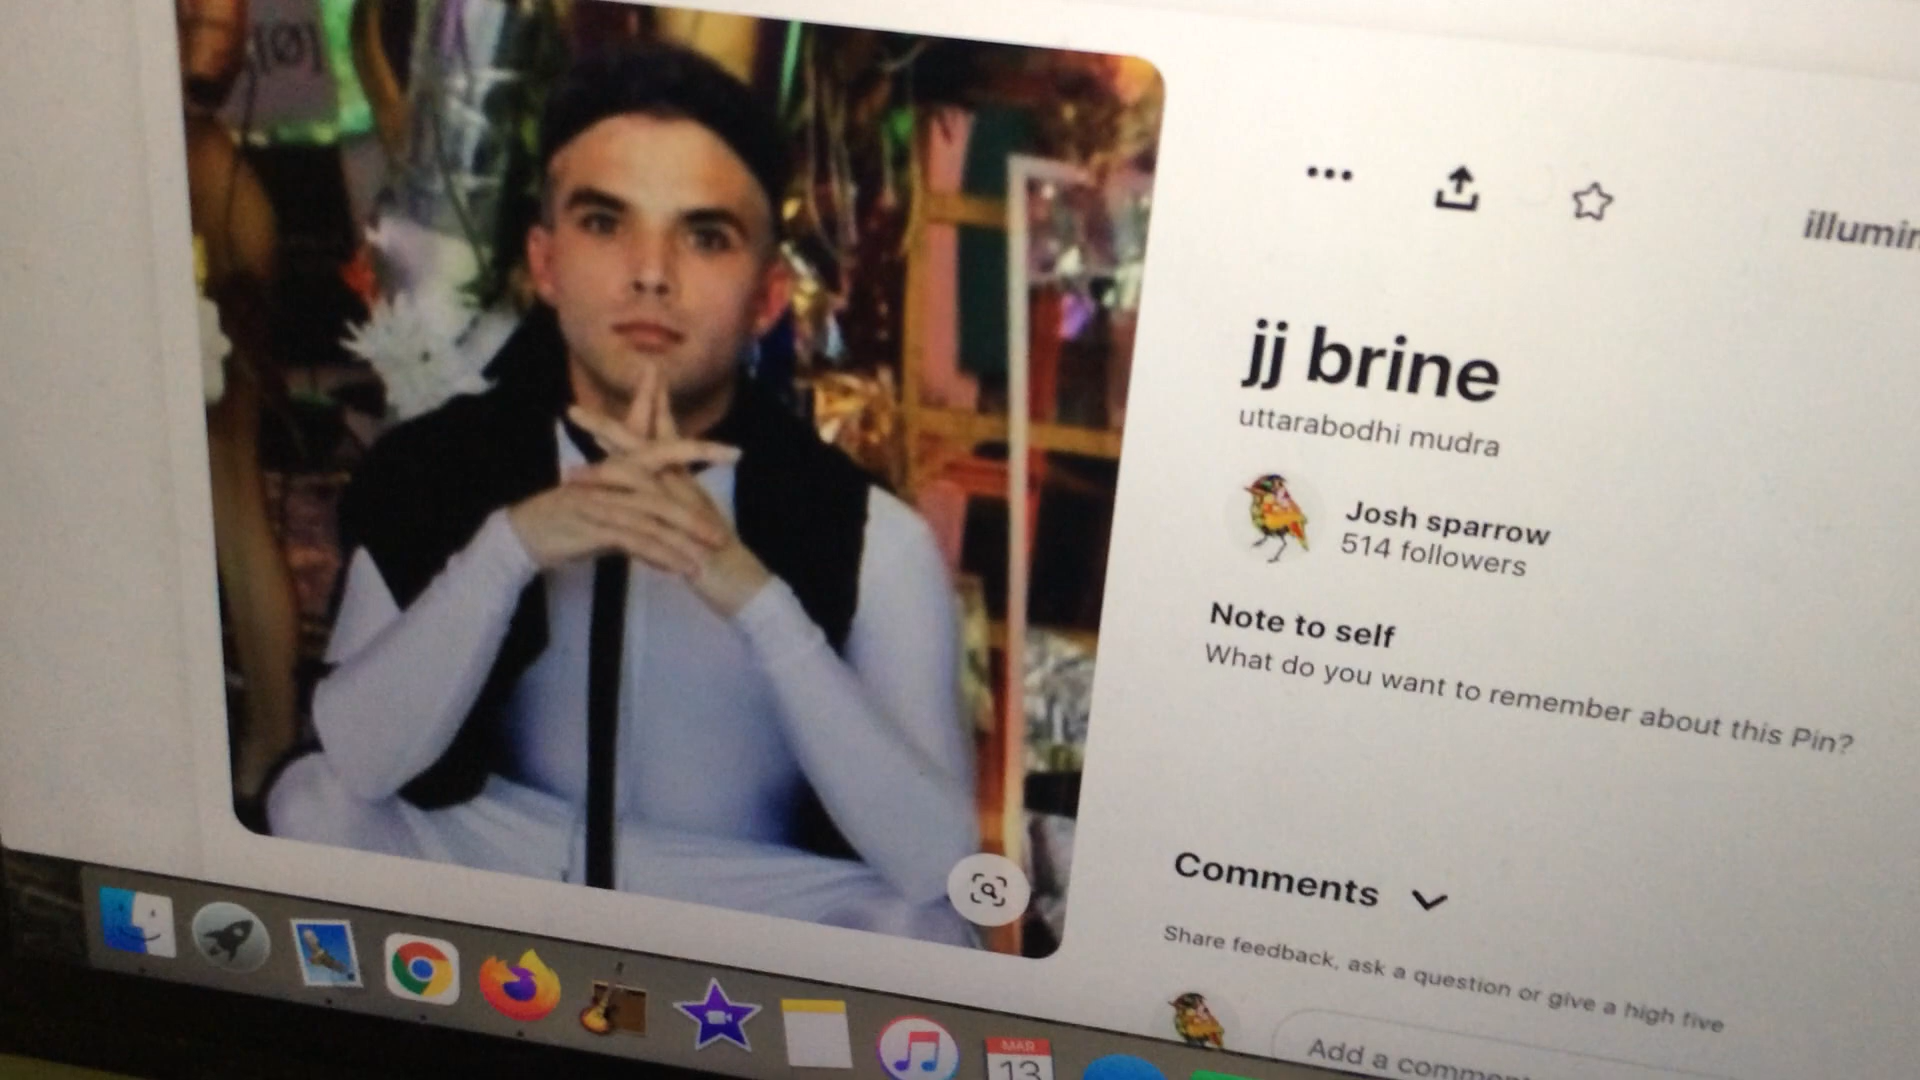 [Ø]
illumin
jj brine
uttarabodhi mudra
Josh sparrow
514 followers
Note to self
What do you want to remember about this Pin?
Comments
Share feedback, ask a question or give a high five
Add a comment
MAR
13